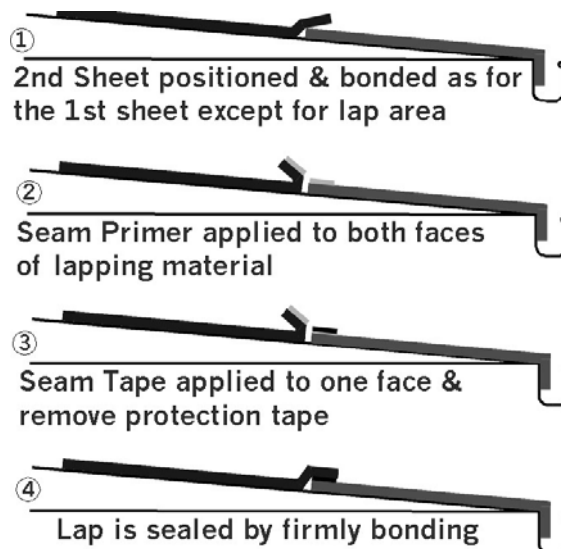 ①
2nd Sheet positioned & bonded as for
the 1st sheet except for lap area
②
Seam Primer applied to both faces
of lapping material
③
Seam Tape applied to one face &
remove protection tape
④
Lap is sealed by firmly bonding